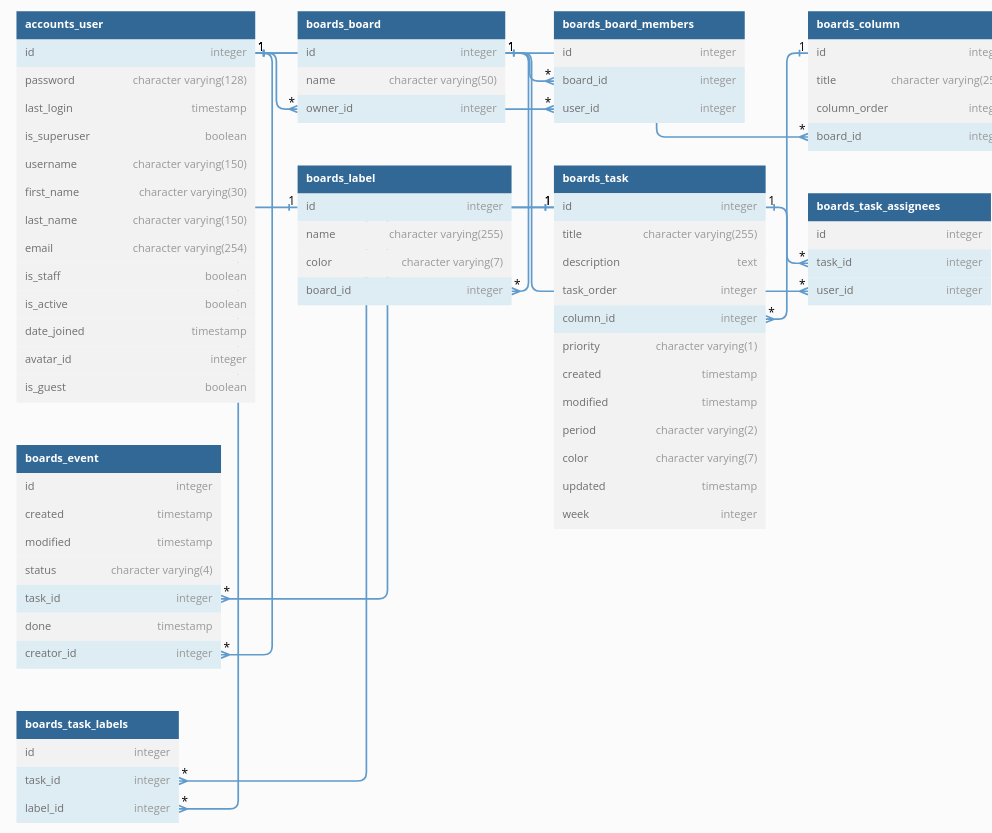 accounts_user
id integer
password character varying(128)
last_login timestamp
is_superuser boolean
username character varying(150)
first_name character varying(30)
last_name character varying(150)
email character varying(254)
is_staff boolean
is_active boolean
date_joined timestamp
avatar_id integer
is_guest boolean
1
boards_board
id integer
name character varying(50)
* owner_id integer
1
boards_board_members
id integer
* board_id integer
* user_id integer
boards_column
1 id integ
title character varying(25
column_order integ
* board_id integ
boards_label
1 id integer
name character varying(255)
color character varying(7)
board_id integer *
boards_task
1 id integer 1
title character varying(255)
description text
task_order integer
column_id integer *
priority character varying(1)
created timestamp
modified timestamp
period character varying(2)
color character varying(7)
updated timestamp
week integer
boards_task_assignees
id integer
* task_id integer
* user_id integer
boards_event
id integer
created timestamp
modified timestamp
status character varying(4)
task_id integer *
done timestamp
creator_id integer *
boards_task_labels
id integer
task_id integer *
label_id integer *